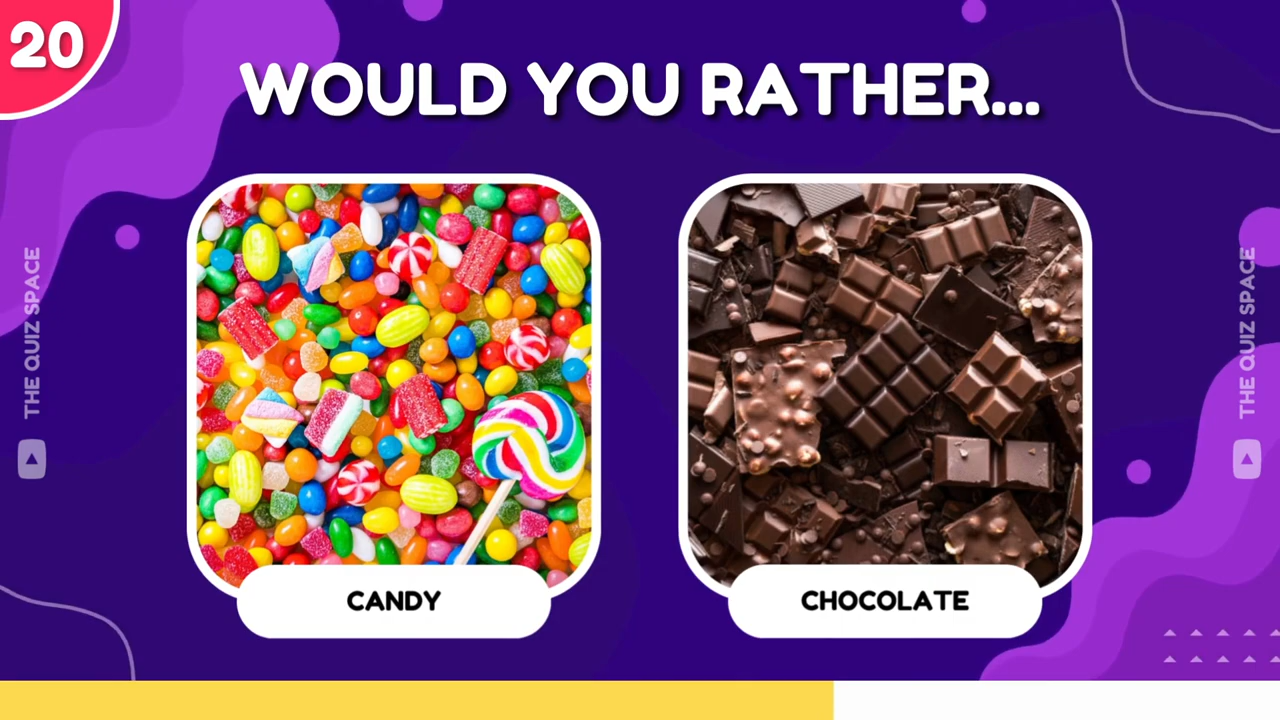 20
WOULD YOU RATHER...
THE QUIZ SPACE
THE QUIZ SPACE
CANDY
CHOCOLATE